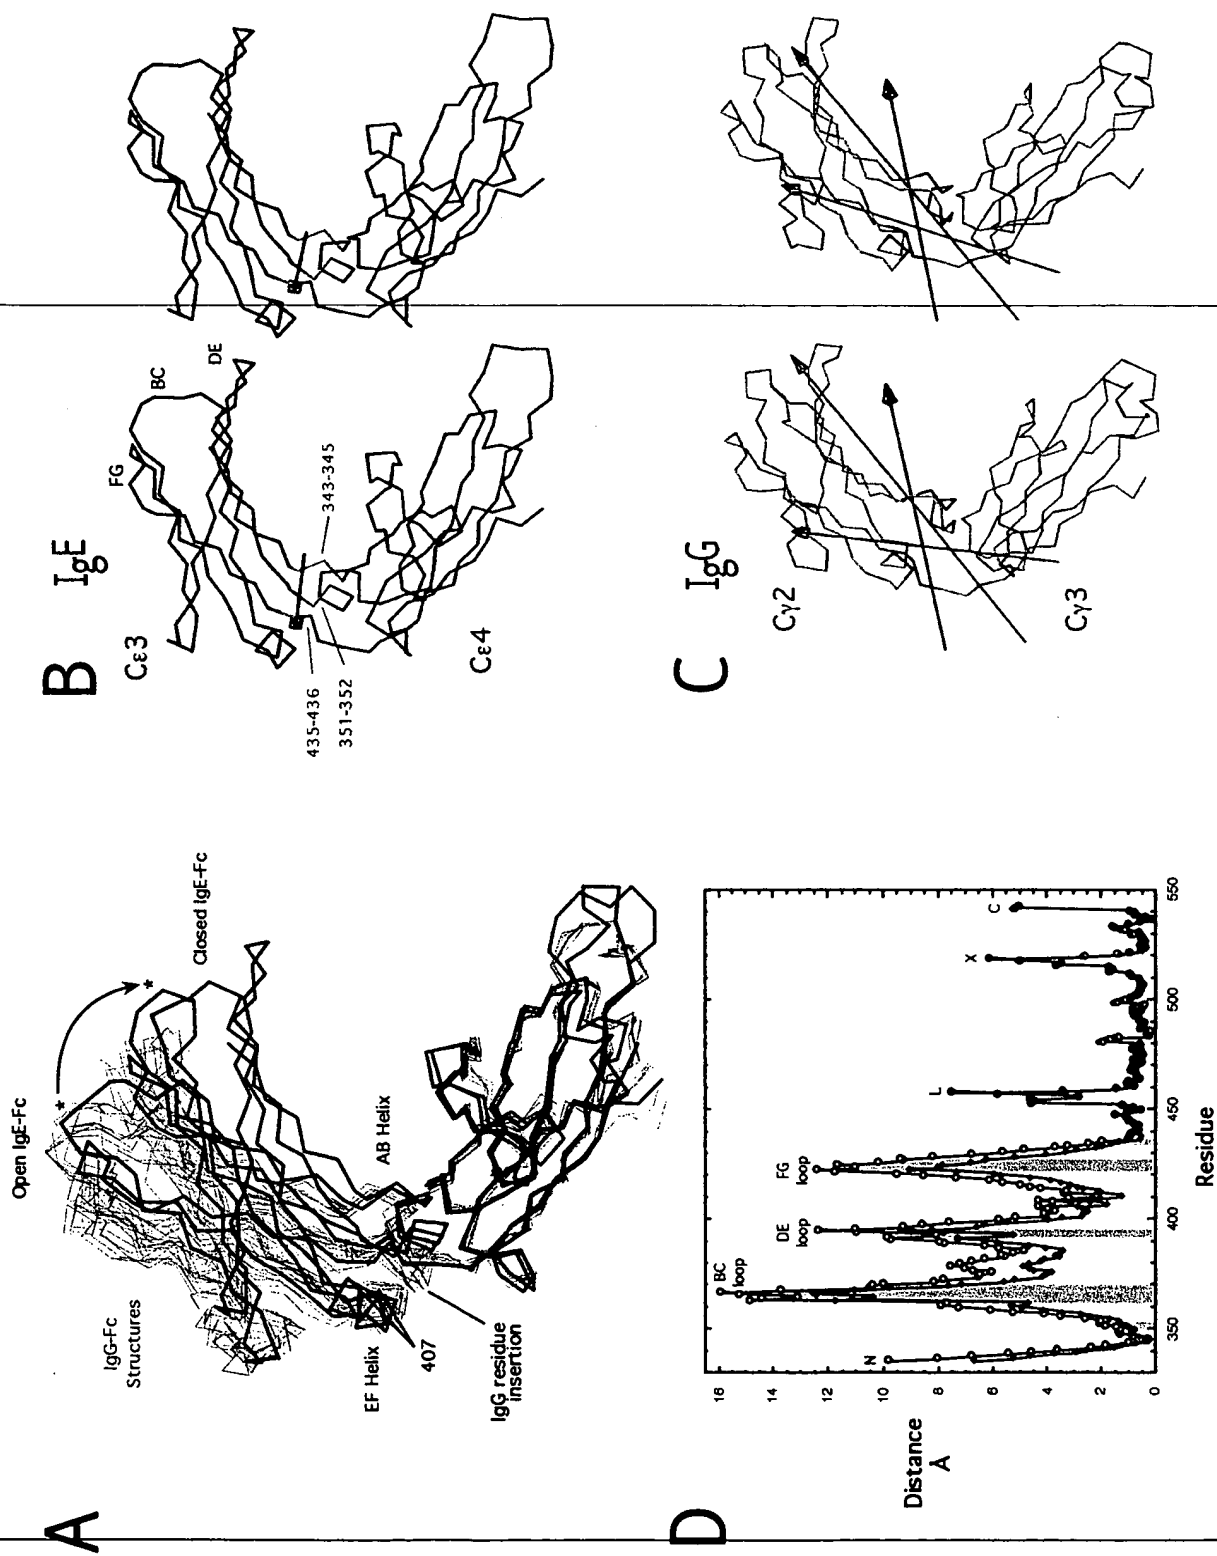 A
Open IgE-Fc
*
*
Closed IgE-Fc
IgG-Fc
Structures
EF Helix
407
AB Helix
IgG residue
insertion
B
IgE
Cε3
FG
BC
DE
435-436
351-352
343-345
Cε4
C
IgG
Cγ2
Cγ3
D
Distance
Å
16
14
12
10
8
6
4
2
0
N
BC
loop
DE
loop
FG
loop
L
X
C
350
400
450
500
550
Residue